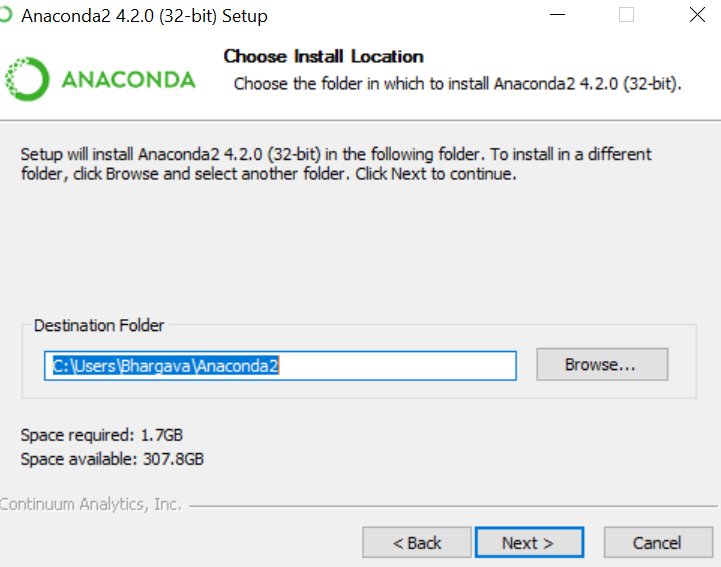 Anaconda2 4.2.0 (32-bit) Setup
ANACONDA
Choose Install Location
Choose the folder in which to install Anaconda2 4.2.0 (32-bit).
Setup will install Anaconda2 4.2.0 (32-bit) in the following folder. To install in a different
folder, click Browse and select another folder. Click Next to continue.
Destination Folder
C:\Users\Bhargava\Anaconda2
Browse...
Space required: 1.7GB
Space available: 307.8GB
Continuum Analytics, Inc.
< Back
Next >
Cancel